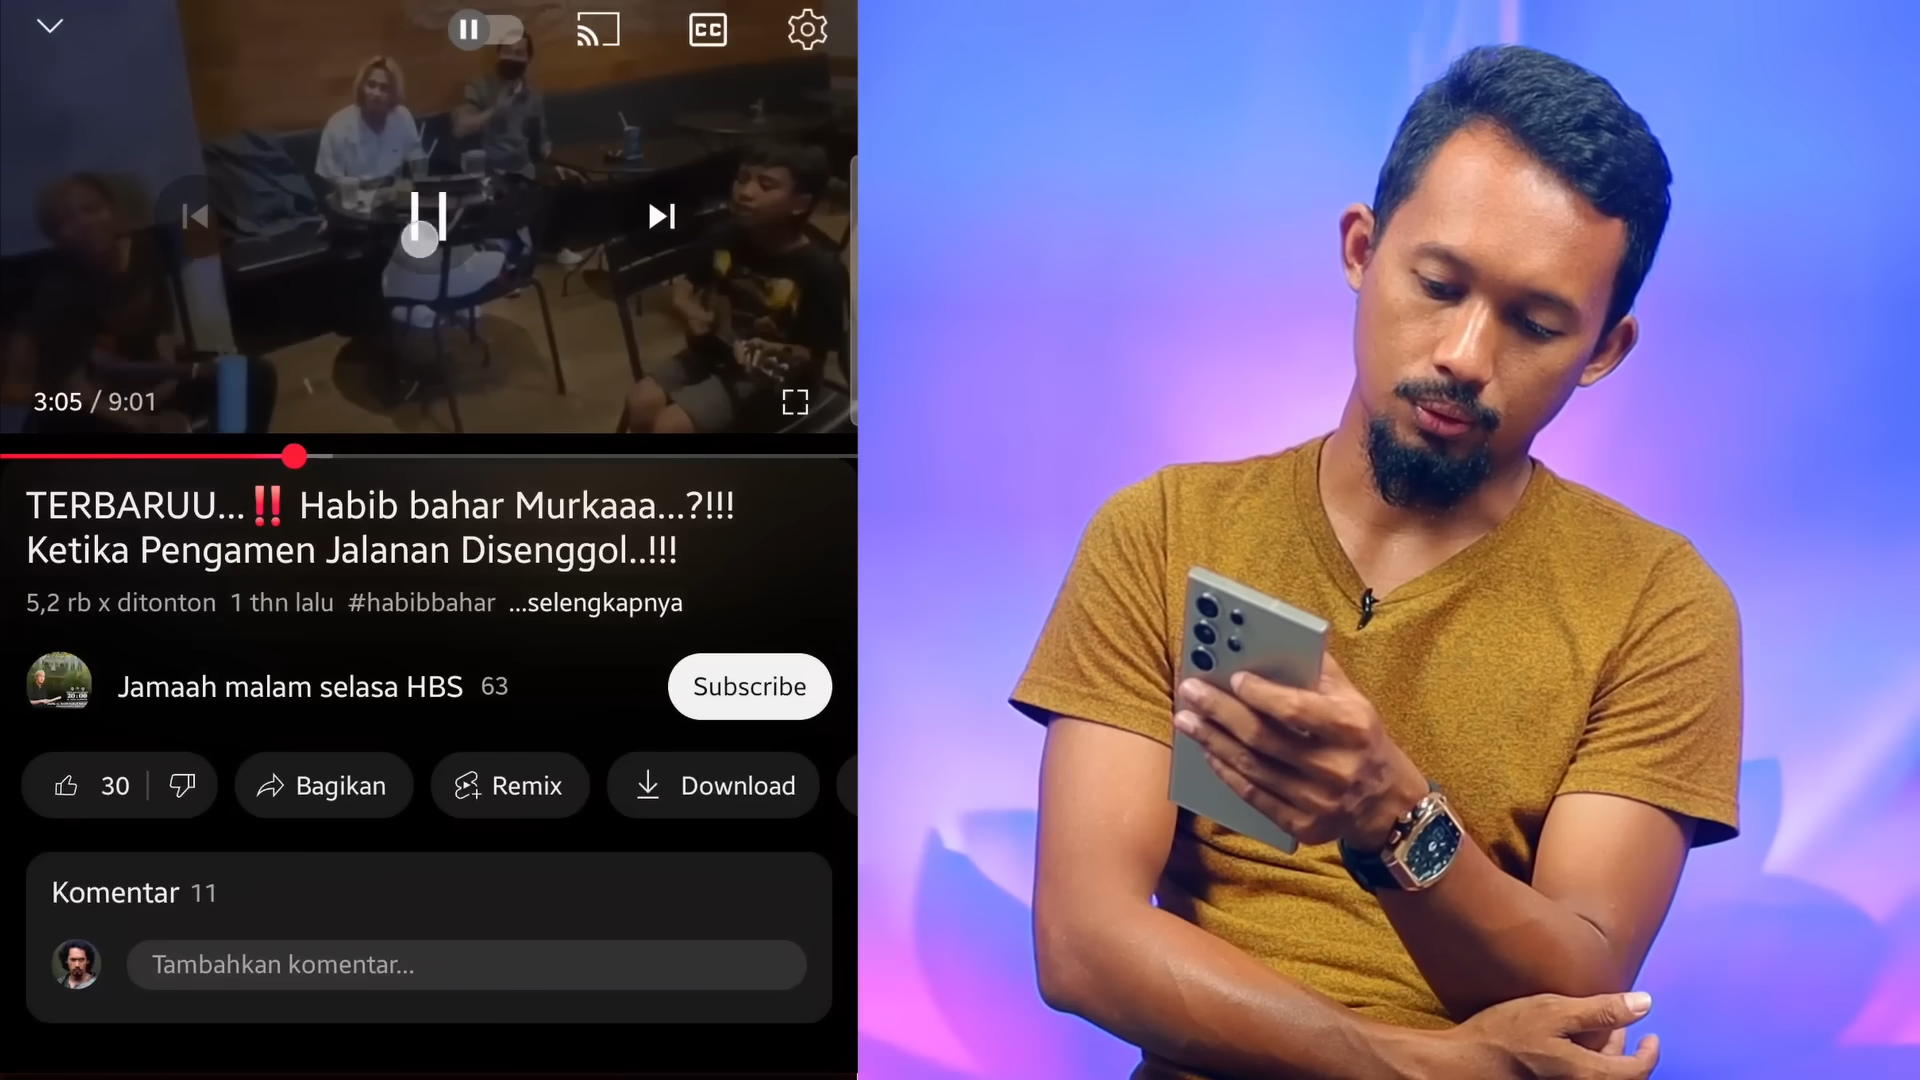 CC
3:05 / 9:01
TERBARUU...‼️ Habib bahar Murkaaa...?!!!
Ketika Pengamen Jalanan Disenggol..!!!
5,2 rb x ditonton 1 thn lalu #habibbahar ...selengkapnya
Jamaah malam selasa HBS 63
Subscribe
30
Bagikan
Remix
Download
Komentar 11
Tambahkan komentar...